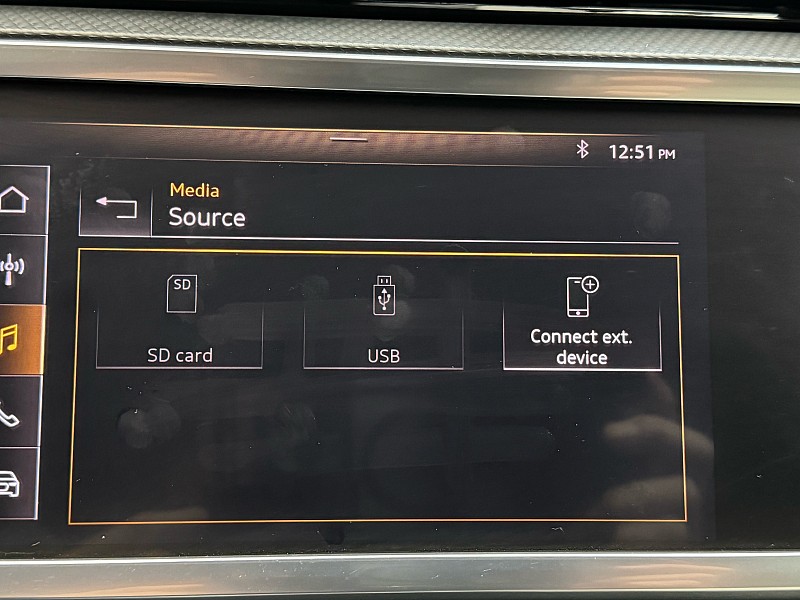 12:51 PM
Media
Source
SD
SD card
USB
Connect ext.
device